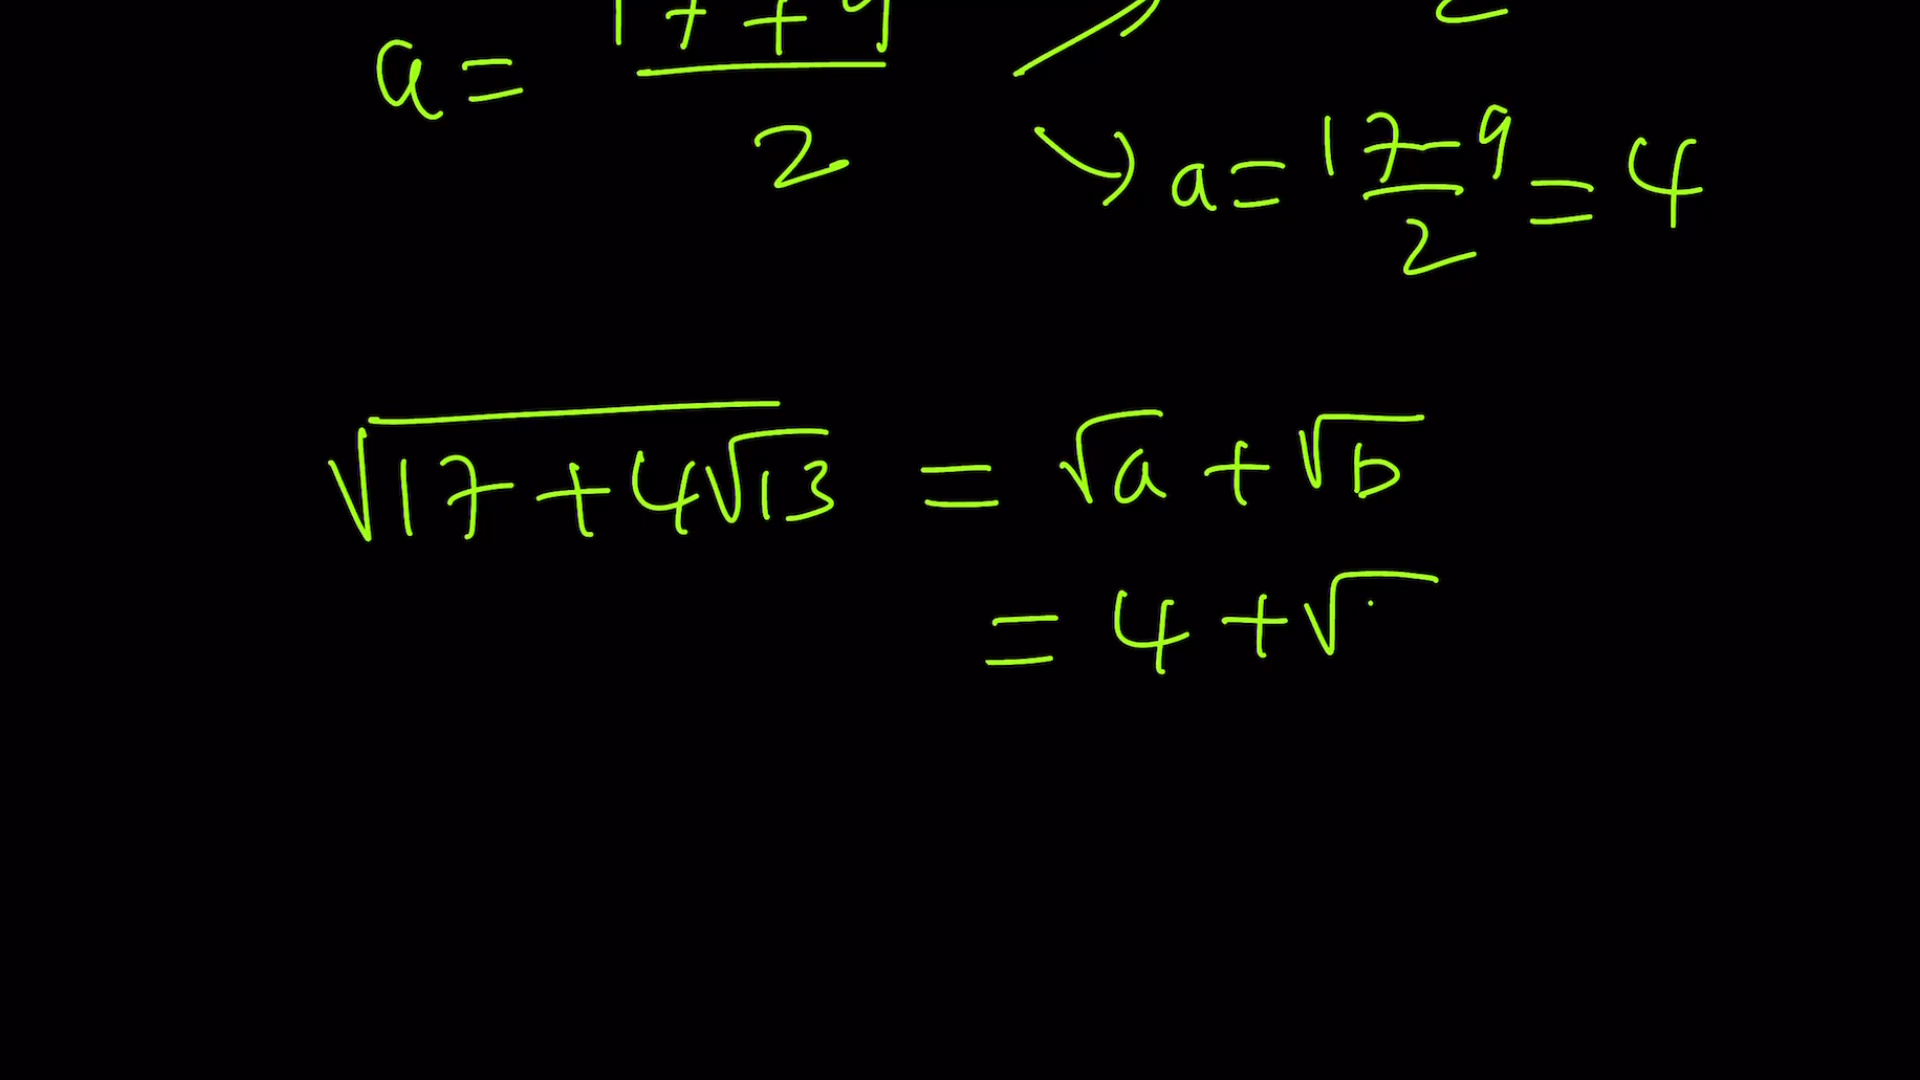 a = (17 + 9)/2
a = (17 - 9)/2 = 4
√(17 + 4√13) = √a + √b
= 4 + √